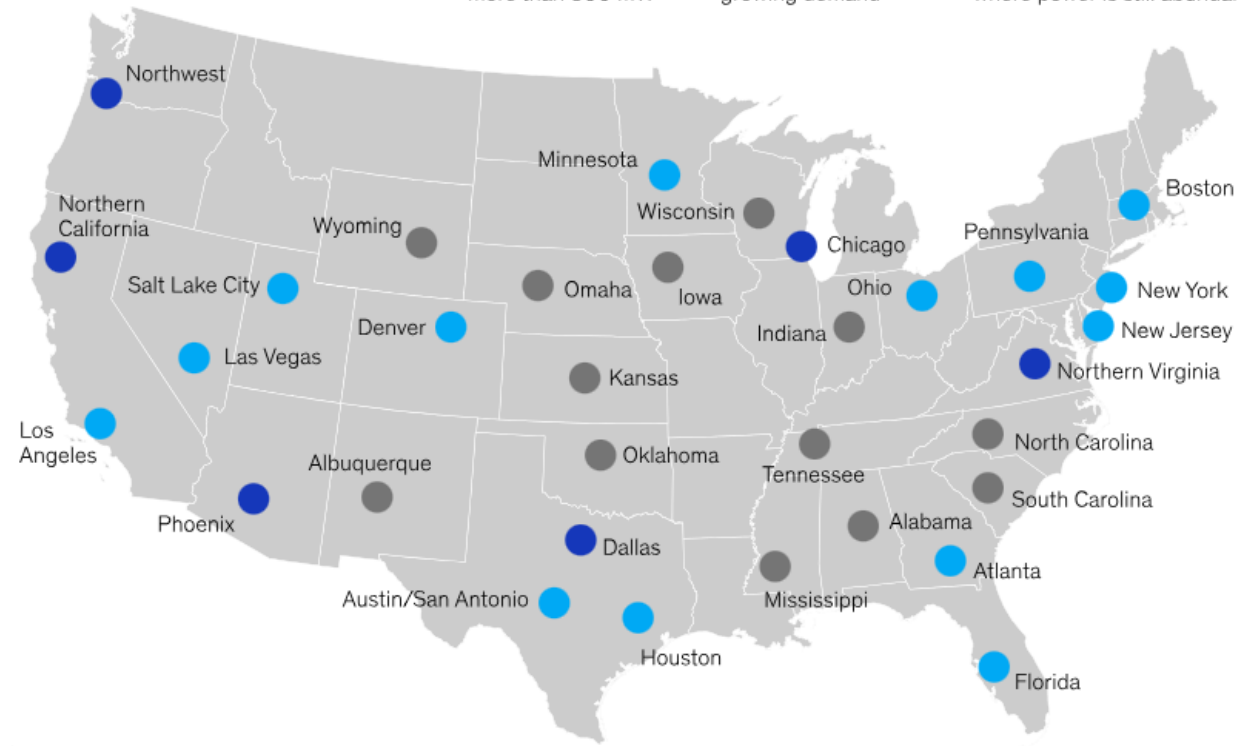 growing demand
Northwest
Minnesota
Boston
Northern
California
Wisconsin
Wyoming
Pennsylvania
Chicago
Salt Lake City
Omaha
Iowa
Ohio
New York
Denver
Indiana
New Jersey
Las Vegas
Kansas
Northern Virginia
Los
Angeles
Albuquerque
Oklahoma
Tennessee
North Carolina
South Carolina
Phoenix
Dallas
Alabama
Atlanta
Austin/San Antonio
Mississippi
Houston
Florida